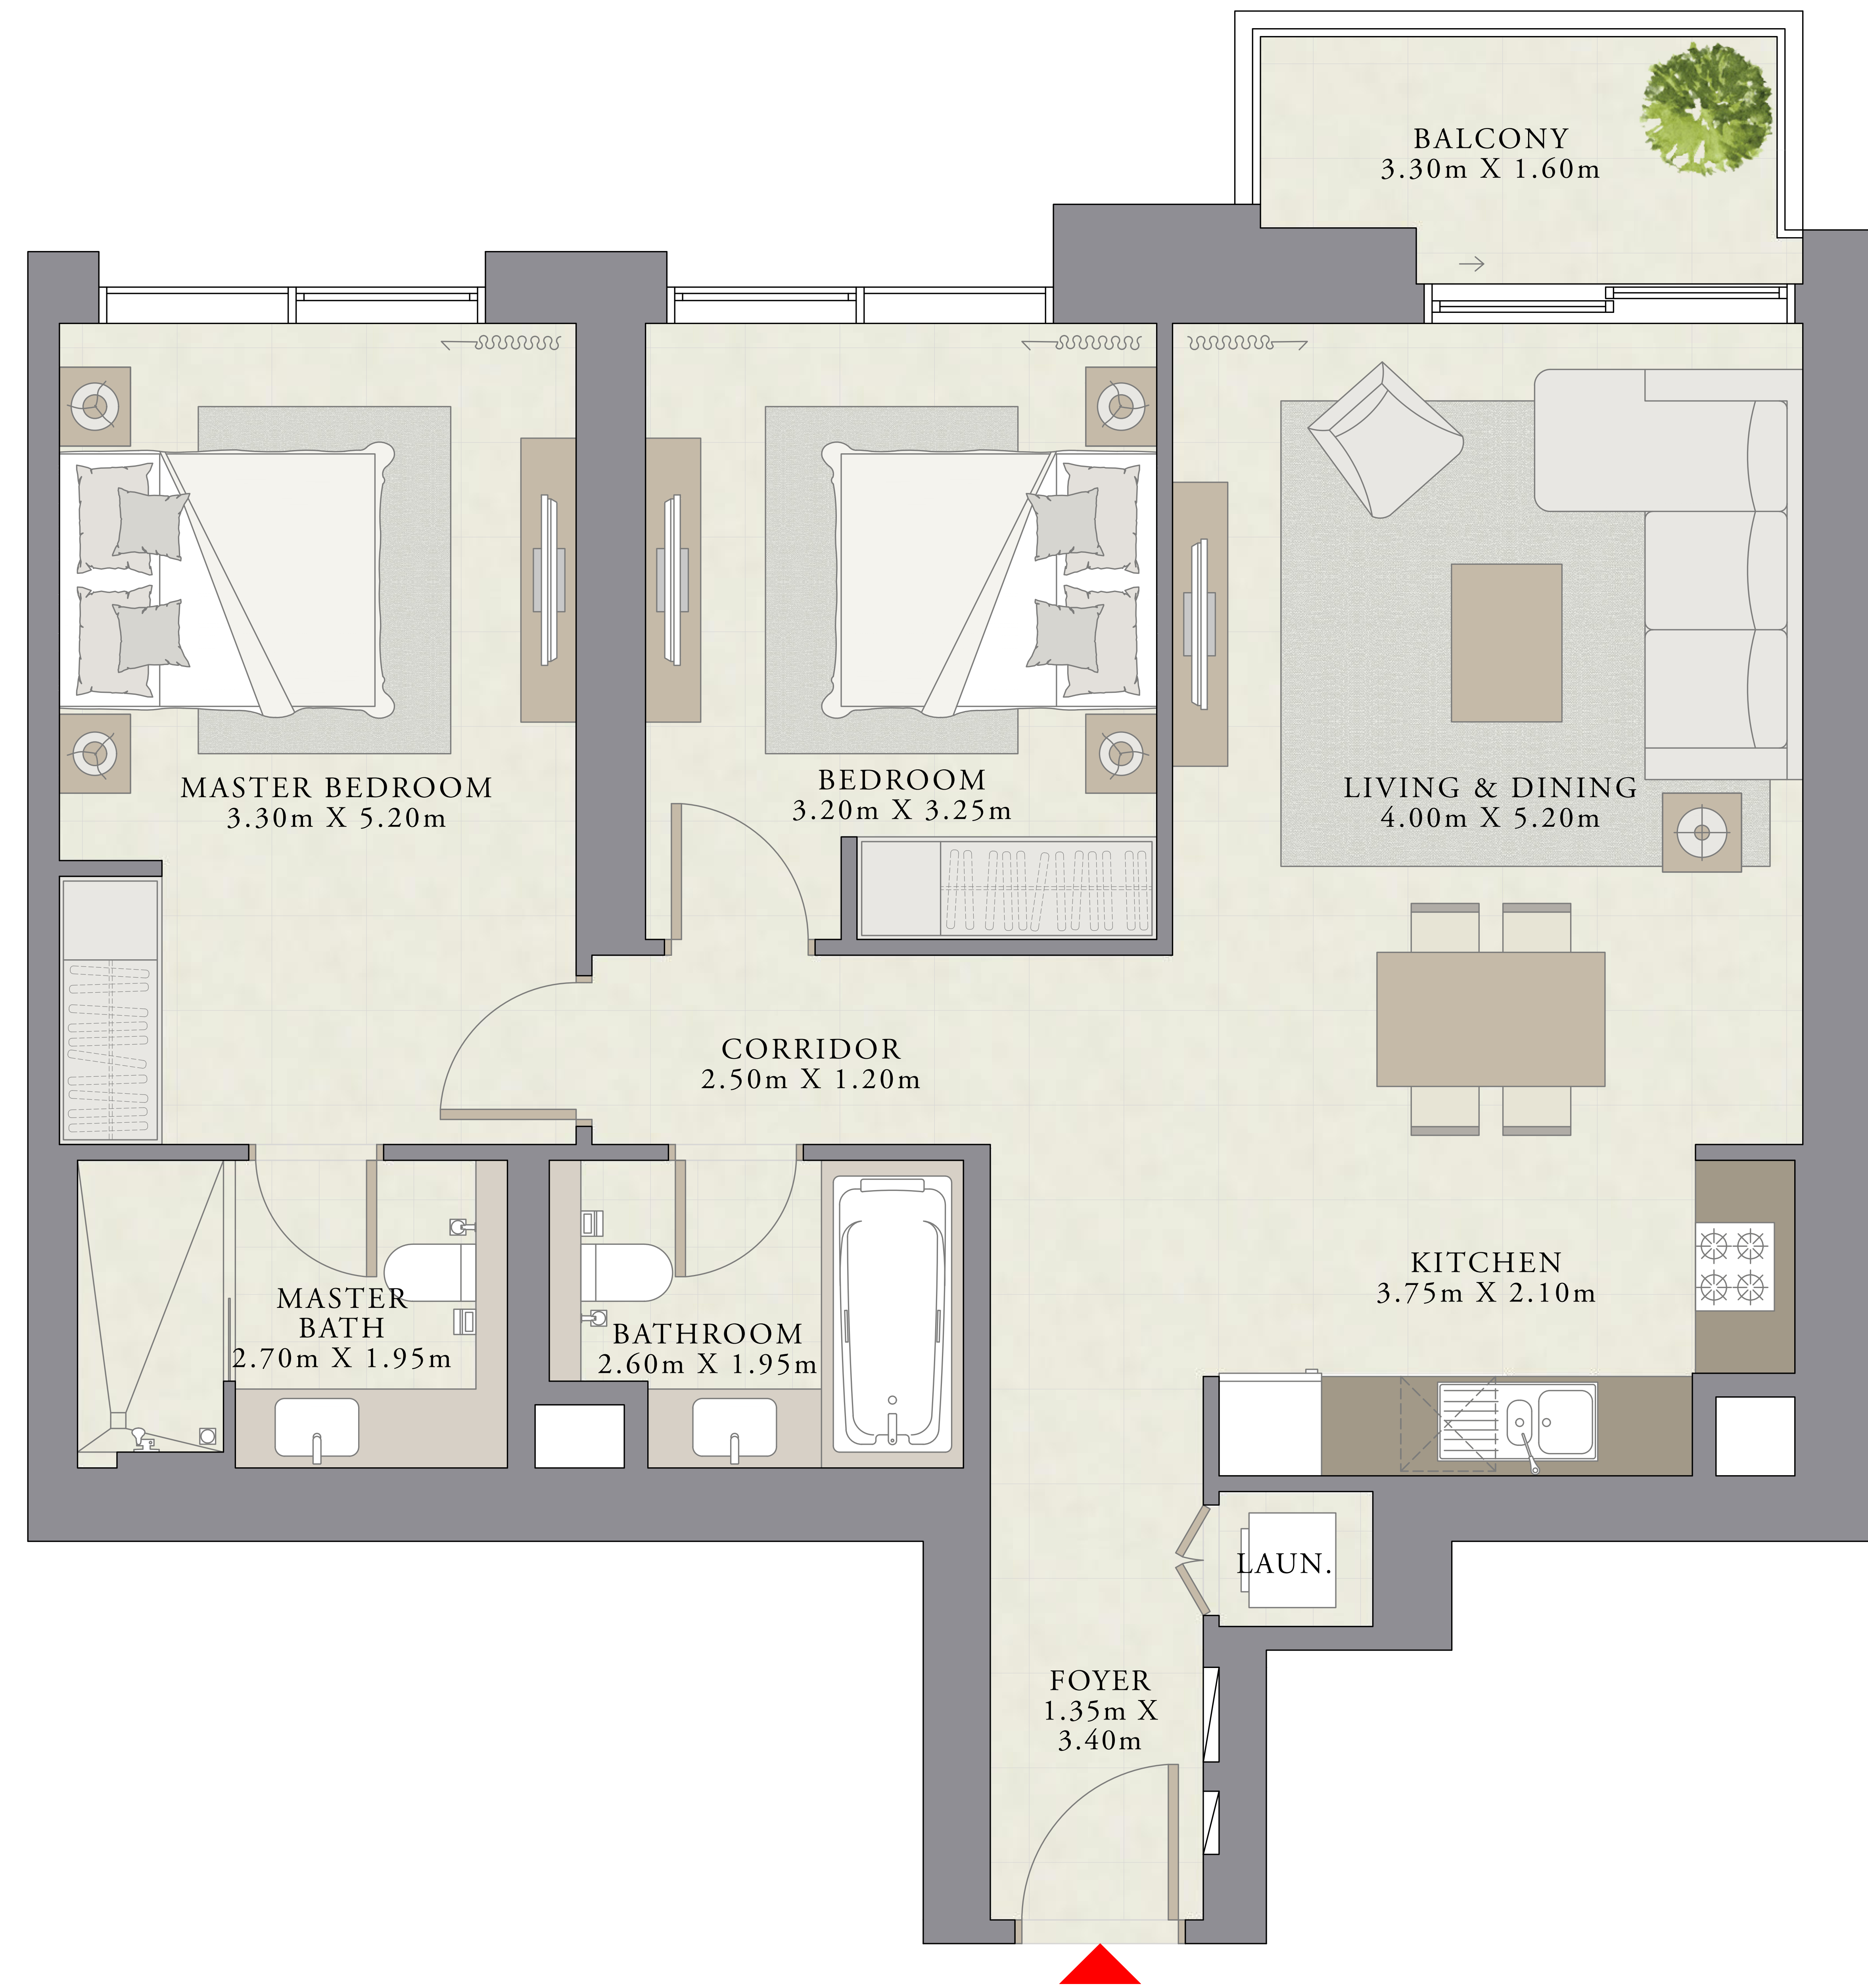 BALCONY
3.30m X 1.60m
MASTER BEDROOM
3.30m X 5.20m
BEDROOM
3.20m X 3.25m
LIVING & DINING
4.00m X 5.20m
CORRIDOR
2.50m X 1.20m
MASTER
BATH
2.70m X 1.95m
BATHROOM
2.60m X 1.95m
KITCHEN
3.75m X 2.10m
LAUN.
FOYER
1.35m X
3.40m